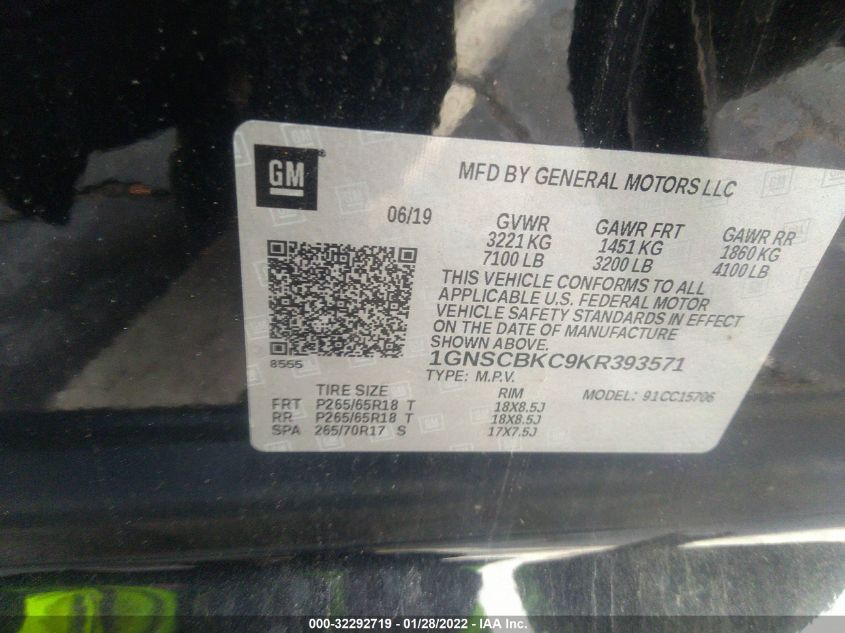 GM
MFD BY GENERAL MOTORS LLC
06/19
GVWR
3221 KG
7100 LB
GAWR FRT
1451 KG
3200 LB
GAWR RR
1860 KG
4100 LB
THIS VEHICLE CONFORMS TO ALL
APPLICABLE U.S. FEDERAL MOTOR
VEHICLE SAFETY STANDARDS IN EFFECT
ON THE DATE OF MANUFACTURE
SHOWN ABOVE.
8555
1GNSCBKC9KR393571
TYPE: M.P.V.
MODEL: 91CC15706
TIRE SIZE RIM
FRT P265/65R18 T 18X8.5J
RR P265/65R18 T 18X8.5J
SPA 265/70R17 S 17X7.5J
000-32292719 | 01/28/2022 - IAA Inc.